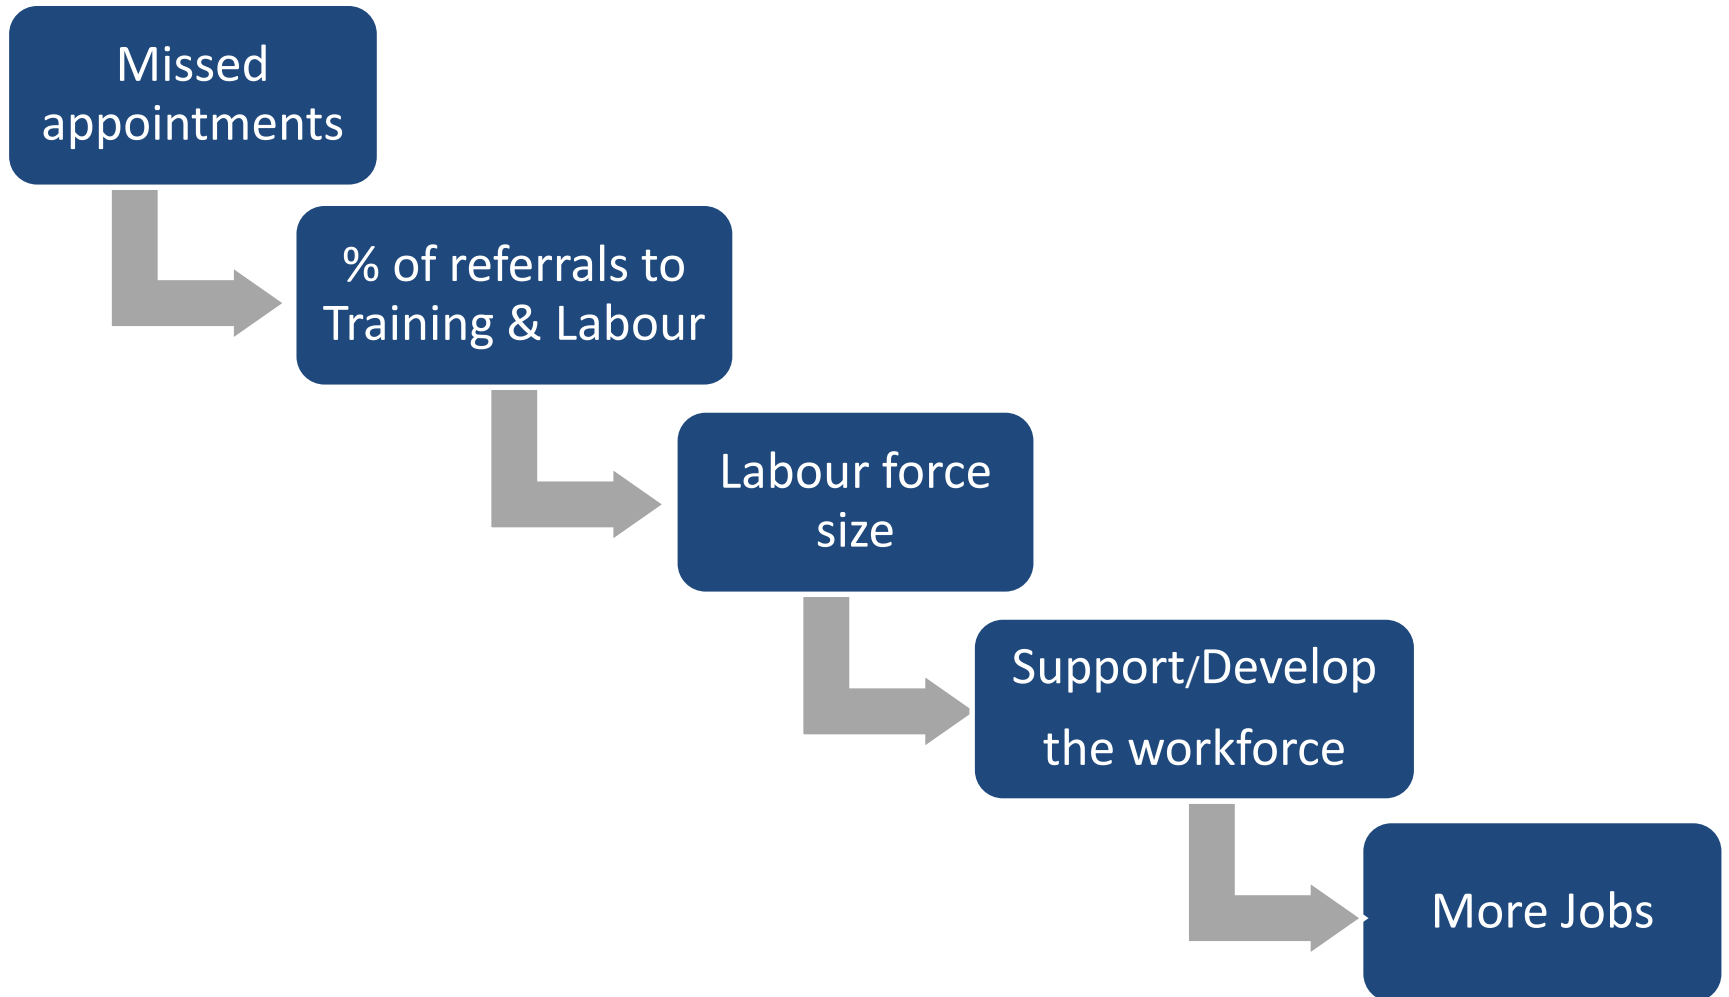 Missed
appointments
% of referrals to
Training & Labour
Labour force
size
Support/Develop
the workforce
More Jobs